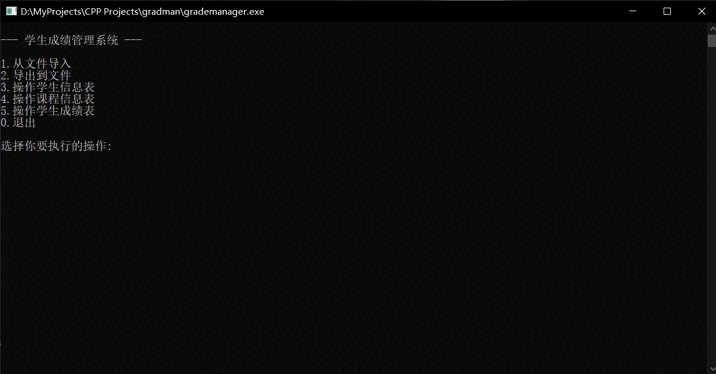 D:\MyProjects\CPP Projects\gradman\grademanager.exe
--- 学生成绩管理系统 ---
1.从文件导入
2.导出到文件
3.操作学生信息表
4.操作课程信息表
5.操作学生成绩表
0.退出
选择你要执行的操作: